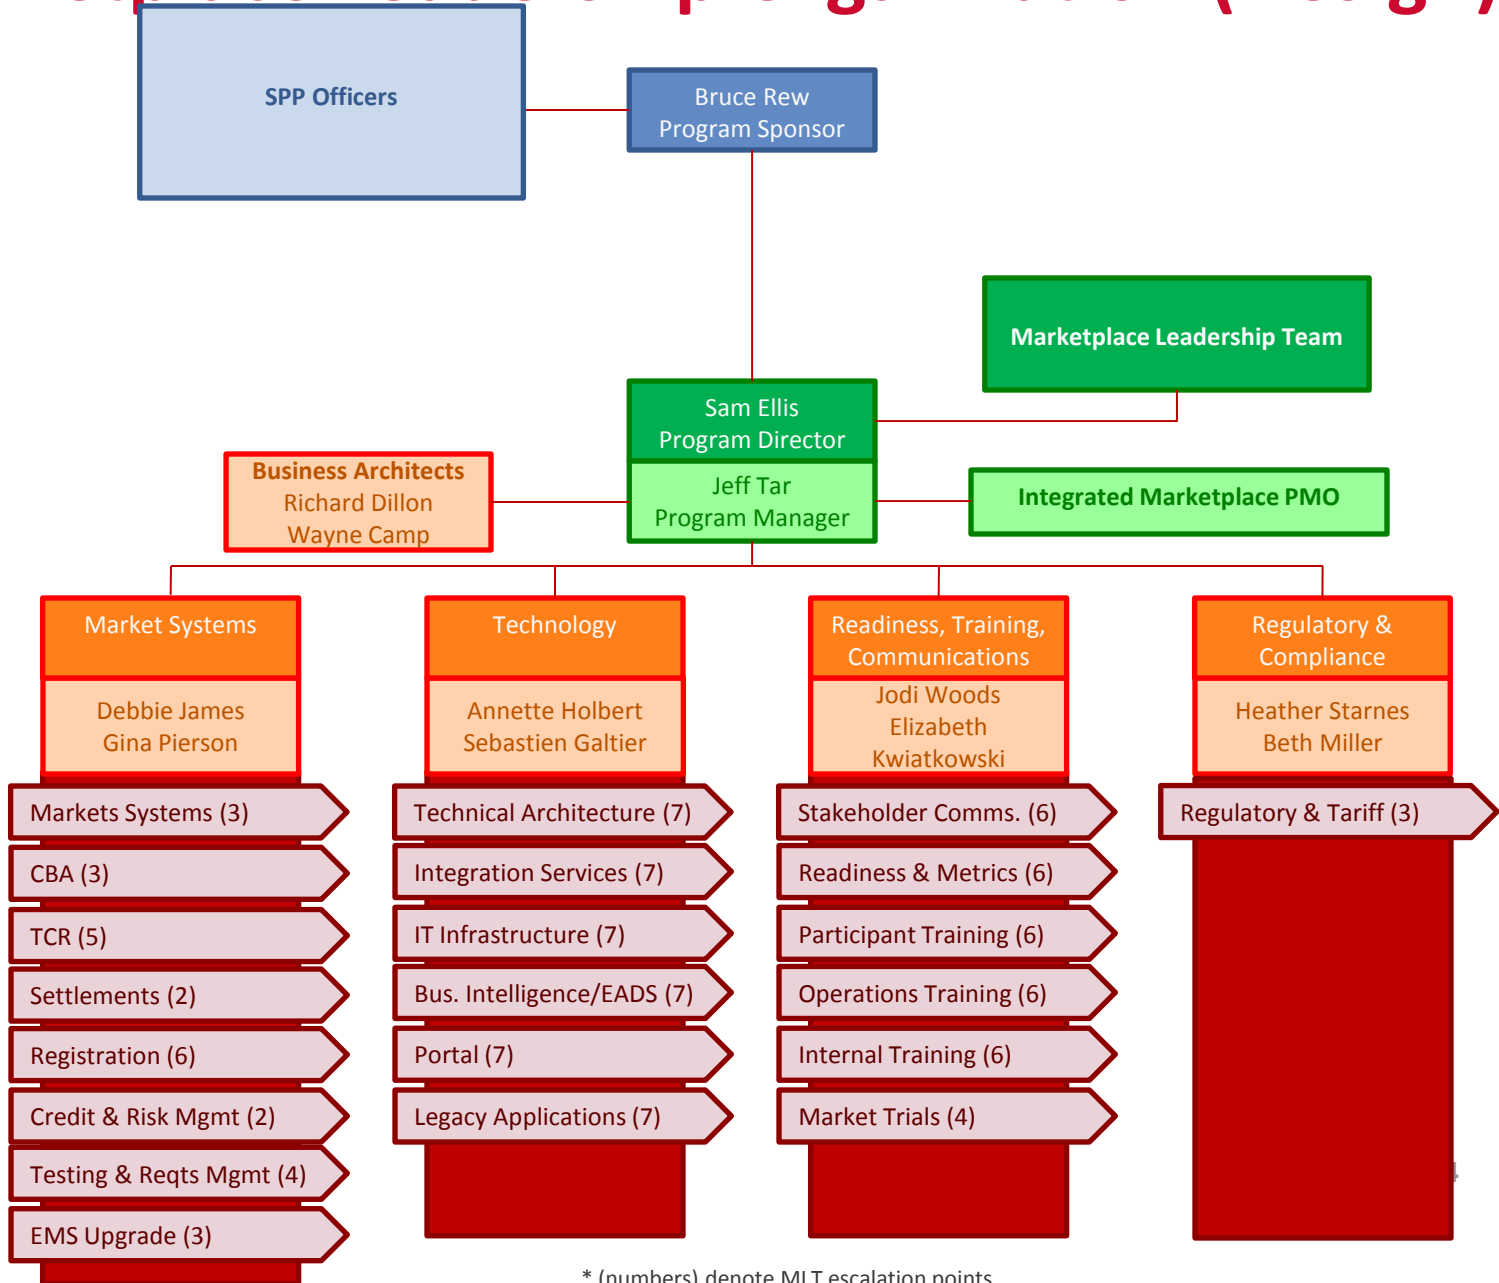 SPP Officers
Bruce Rew
Program Sponsor
Marketplace Leadership Team
Sam Ellis
Program Director
Jeff Tar
Program Manager
Business Architects
Richard Dillon
Wayne Camp
Integrated Marketplace PMO
Market Systems
Debbie James
Gina Pierson
Markets Systems (3)
CBA (3)
TCR (5)
Settlements (2)
Registration (6)
Credit & Risk Mgmt (2)
Testing & Reqts Mgmt (4)
EMS Upgrade (3)
Technology
Annette Holbert
Sebastien Galtier
Technical Architecture (7)
Integration Services (7)
IT Infrastructure (7)
Bus. Intelligence/EADS (7)
Portal (7)
Legacy Applications (7)
Readiness, Training,
Communications
Jodi Woods
Elizabeth
Kwiatkowski
Stakeholder Comms. (6)
Readiness & Metrics (6)
Participant Training (6)
Operations Training (6)
Internal Training (6)
Market Trials (4)
Regulatory &
Compliance
Heather Starnes
Beth Miller
Regulatory & Tariff (3)
* (numbers) denote MLT escalation points